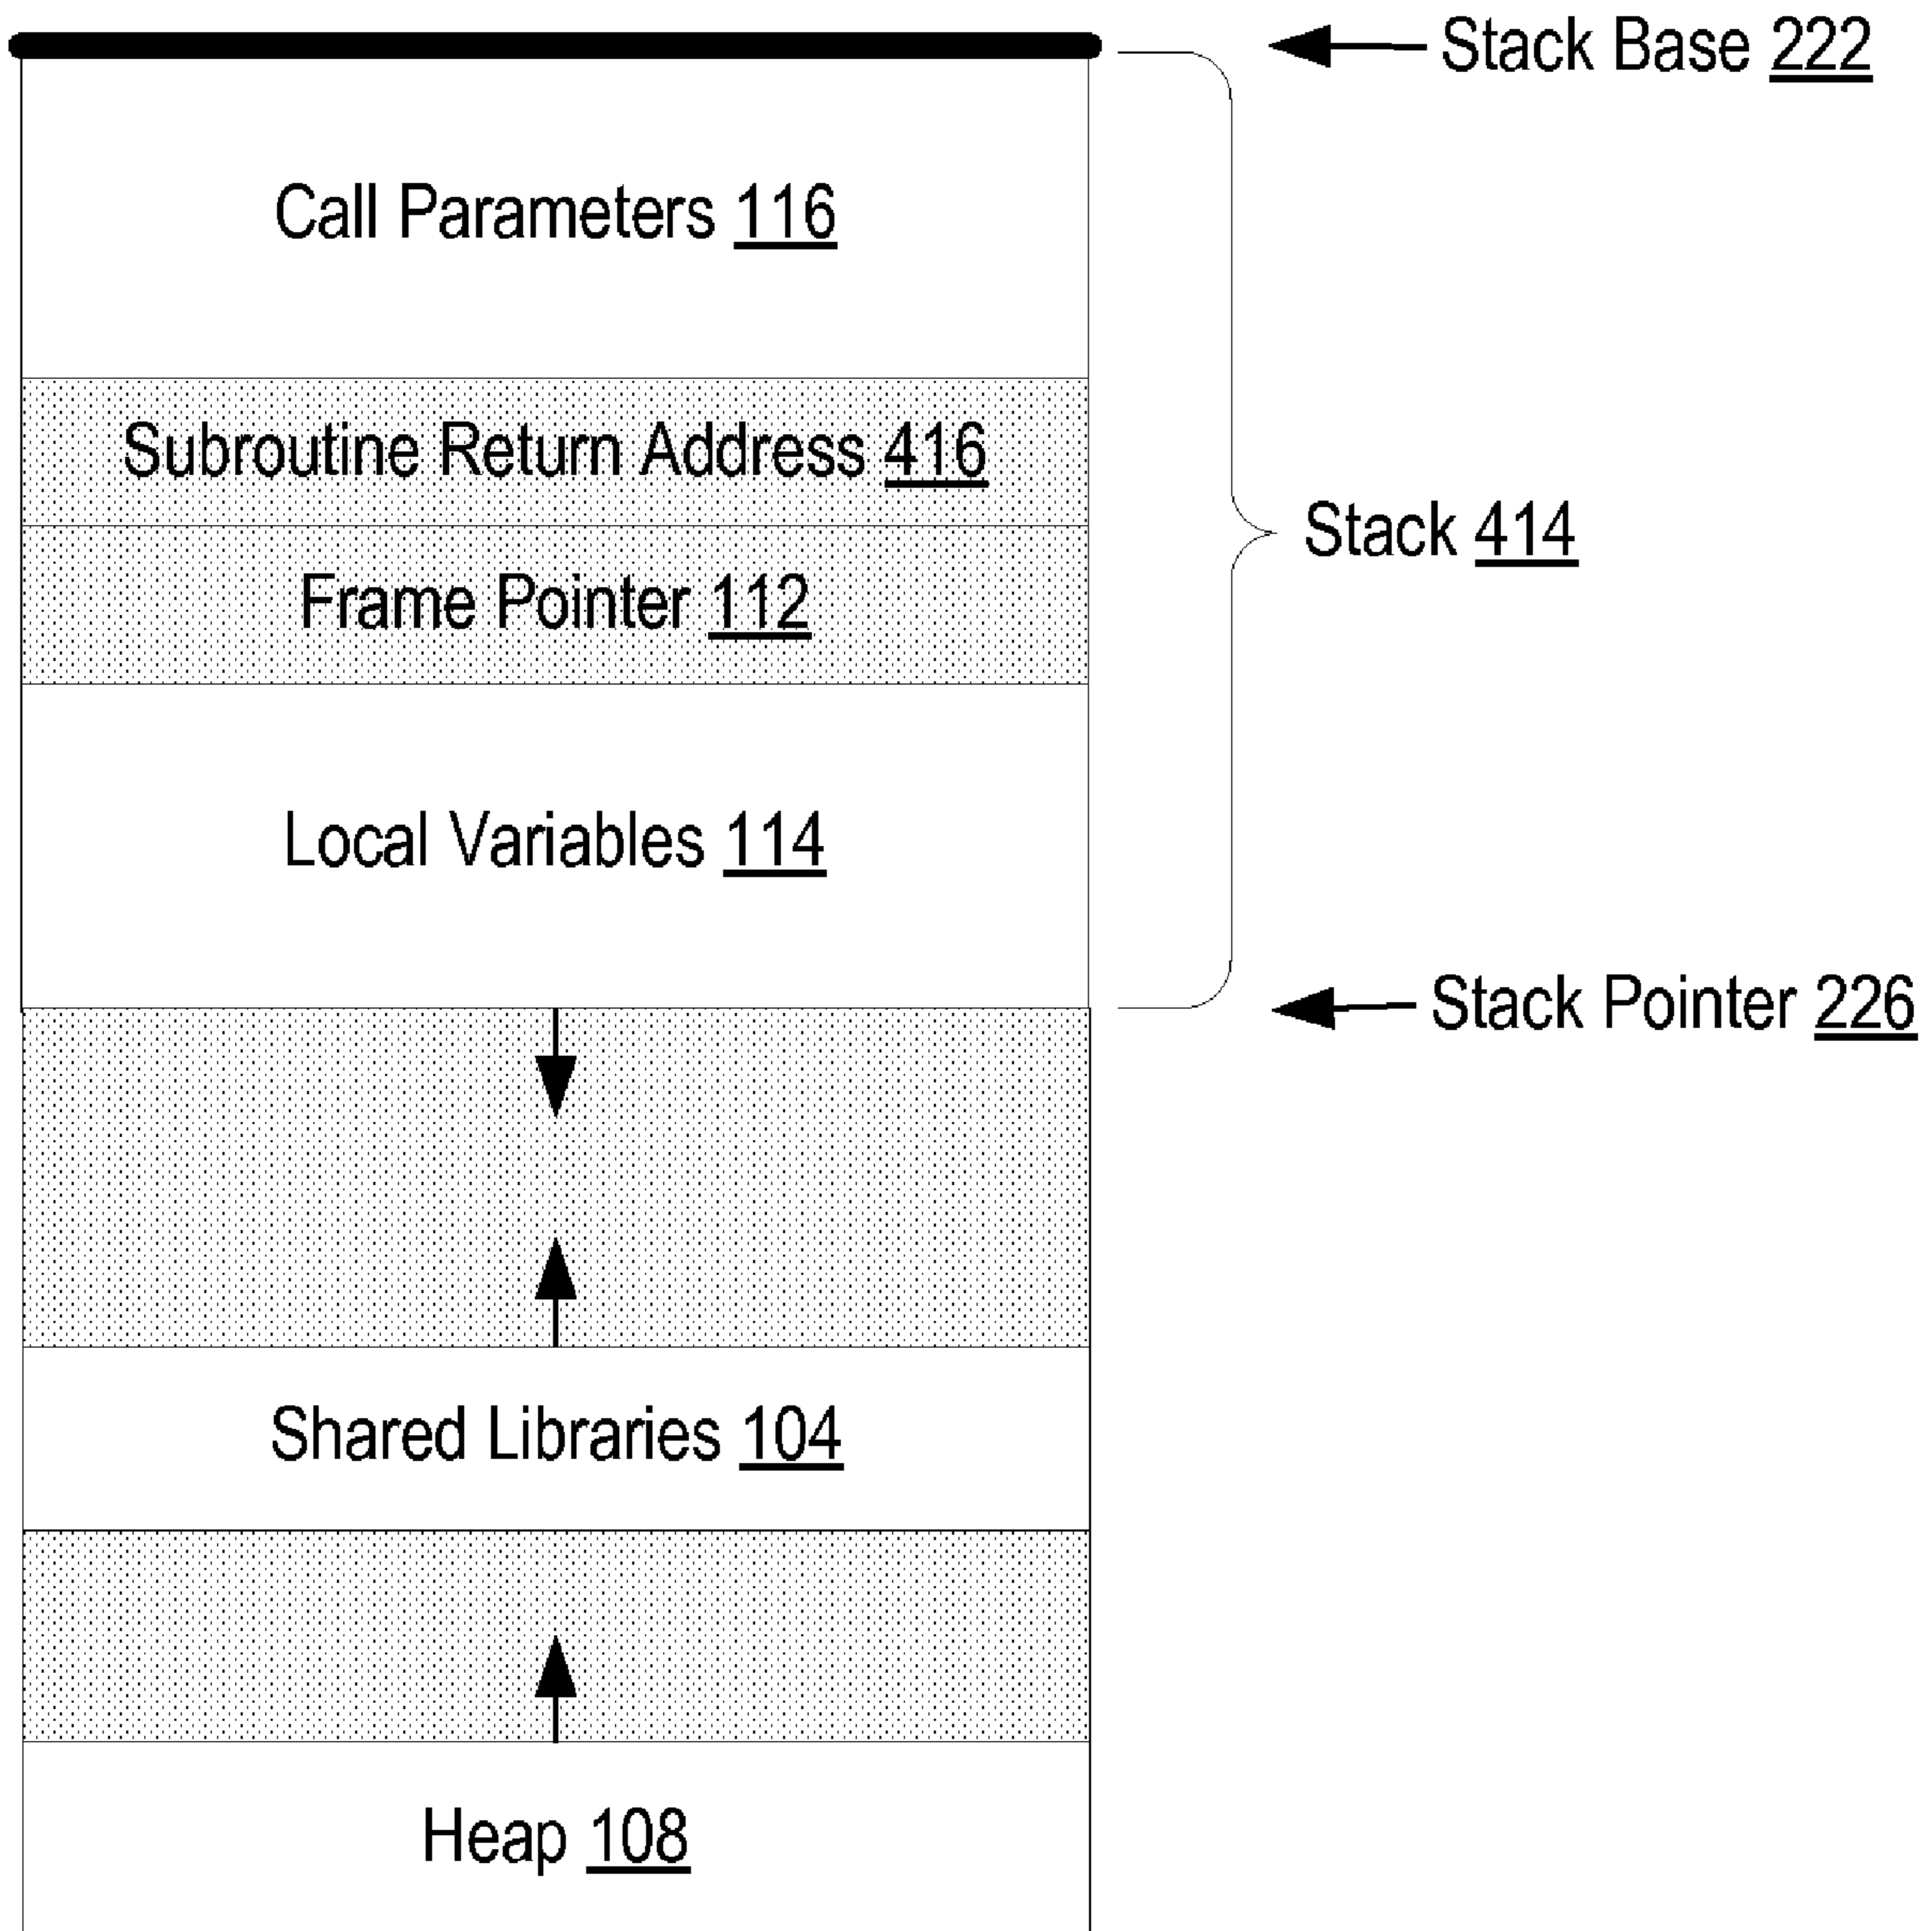 Stack Base 222
Call Parameters 116
Subroutine Return Address 416
Stack 414
Frame Pointer 112
Local Variables 114
Stack Pointer 226
Shared Libraries 104
Heap 108